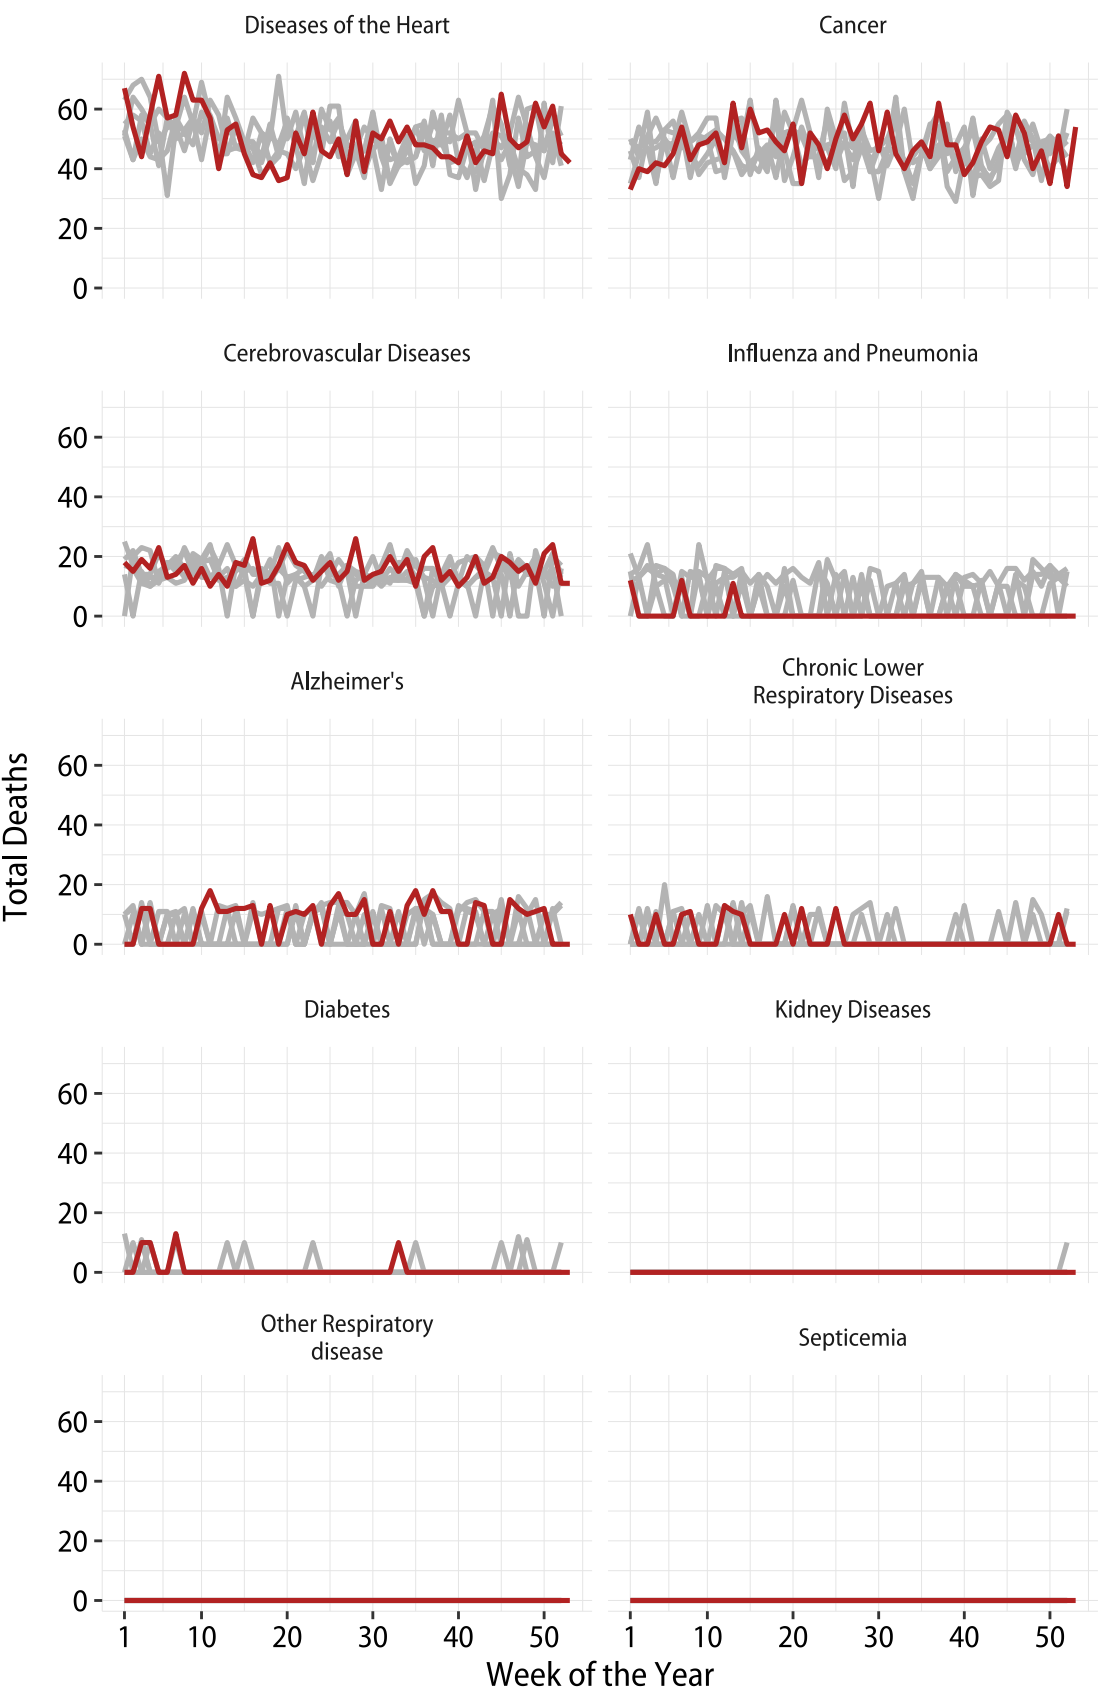 Diseases of the Heart
Cancer
60
40
20
0
Cerebrovascular Diseases
Influenza and Pneumonia
60
40
20
0
Alzheimer's
Chronic Lower
Respiratory Diseases
60
40
20
0
Total Deaths
Diabetes
Kidney Diseases
60
40
20
0
Other Respiratory
disease
Septicemia
60
40
20
0
1 10 20 30 40 50
1 10 20 30 40 50
Week of the Year